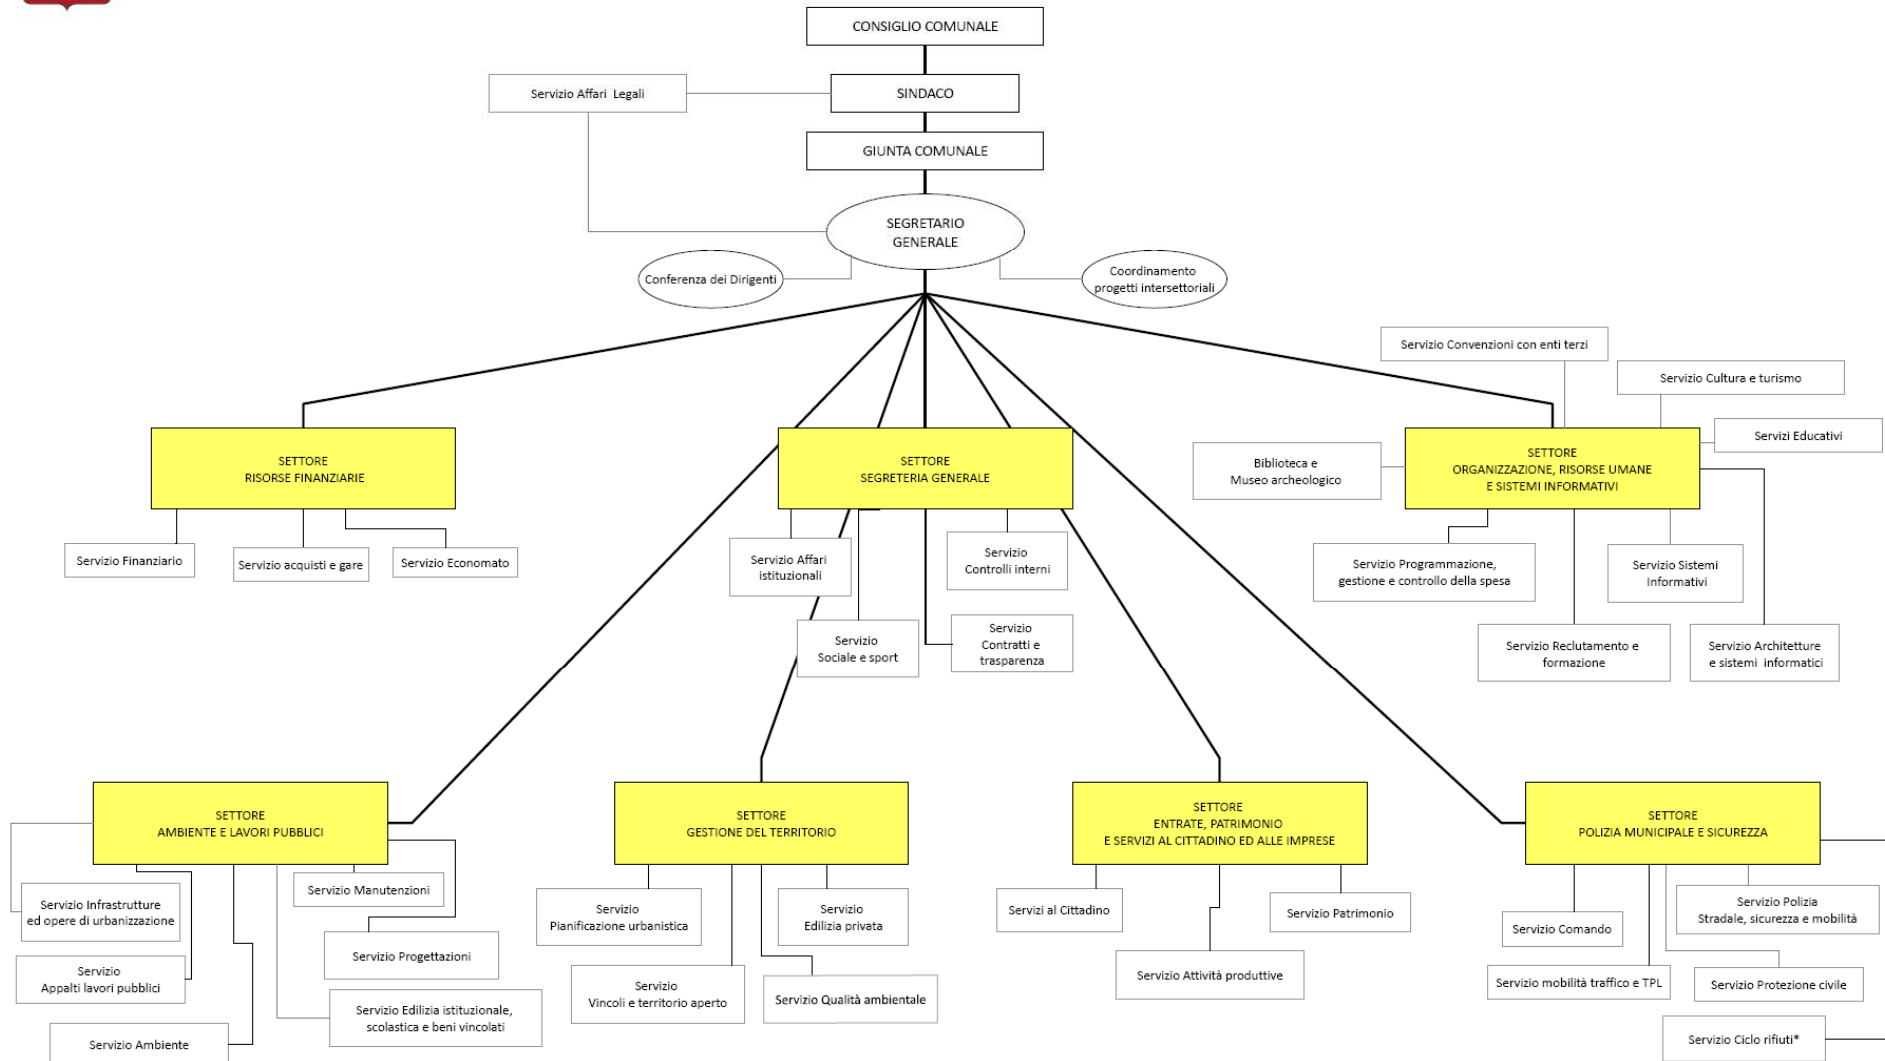 CONSIGLIO COMUNALE
Servizio Affari  Legali
SINDACO
GIUNTA COMUNALE
SEGRETARIO
GENERALE
Conferenza dei Dirigenti
Coordinamento
progetti intersettoriali
Servizio Convenzioni con enti terzi
Servizio Cultura e turismo
Servizi Educativi
Biblioteca e
Museo archeologico
SETTORE
RISORSE FINANZIARIE
SETTORE
SEGRETERIA GENERALE
SETTORE
ORGANIZZAZIONE, RISORSE UMANE
E SISTEMI INFORMATIVI
Servizio Finanziario
Servizio acquisti e gare
Servizio Economato
Servizio Affari
istituzionali
Servizio
Controlli interni
Servizio
Sociale e sport
Servizio
Contratti e
trasparenza
Servizio Programmazione,
gestione e controllo della spesa
Servizio Sistemi
Informativi
Servizio Reclutamento e
formazione
Servizio Architetture
e sistemi  informatici
SETTORE
AMBIENTE E LAVORI PUBBLICI
SETTORE
GESTIONE DEL TERRITORIO
SETTORE
ENTRATE, PATRIMONIO
E SERVIZI AL CITTADINO ED ALLE IMPRESE
SETTORE
POLIZIA MUNICIPALE E SICUREZZA
Servizio Infrastrutture
ed opere di urbanizzazione
Servizio Manutenzioni
Servizio Progettazioni
Servizio
Appalti lavori pubblici
Servizio Edilizia istituzionale,
scolastica e beni vincolati
Servizio Ambiente
Servizio
Pianificazione urbanistica
Servizio
Edilizia privata
Servizio
Vincoli e territorio aperto
Servizio Qualità ambientale
Servizi al Cittadino
Servizio Patrimonio
Servizio Attività produttive
Servizio Polizia
Stradale, sicurezza e mobilità
Servizio Comando
Servizio mobilità traffico e TPL
Servizio Protezione civile
Servizio Ciclo rifiuti*